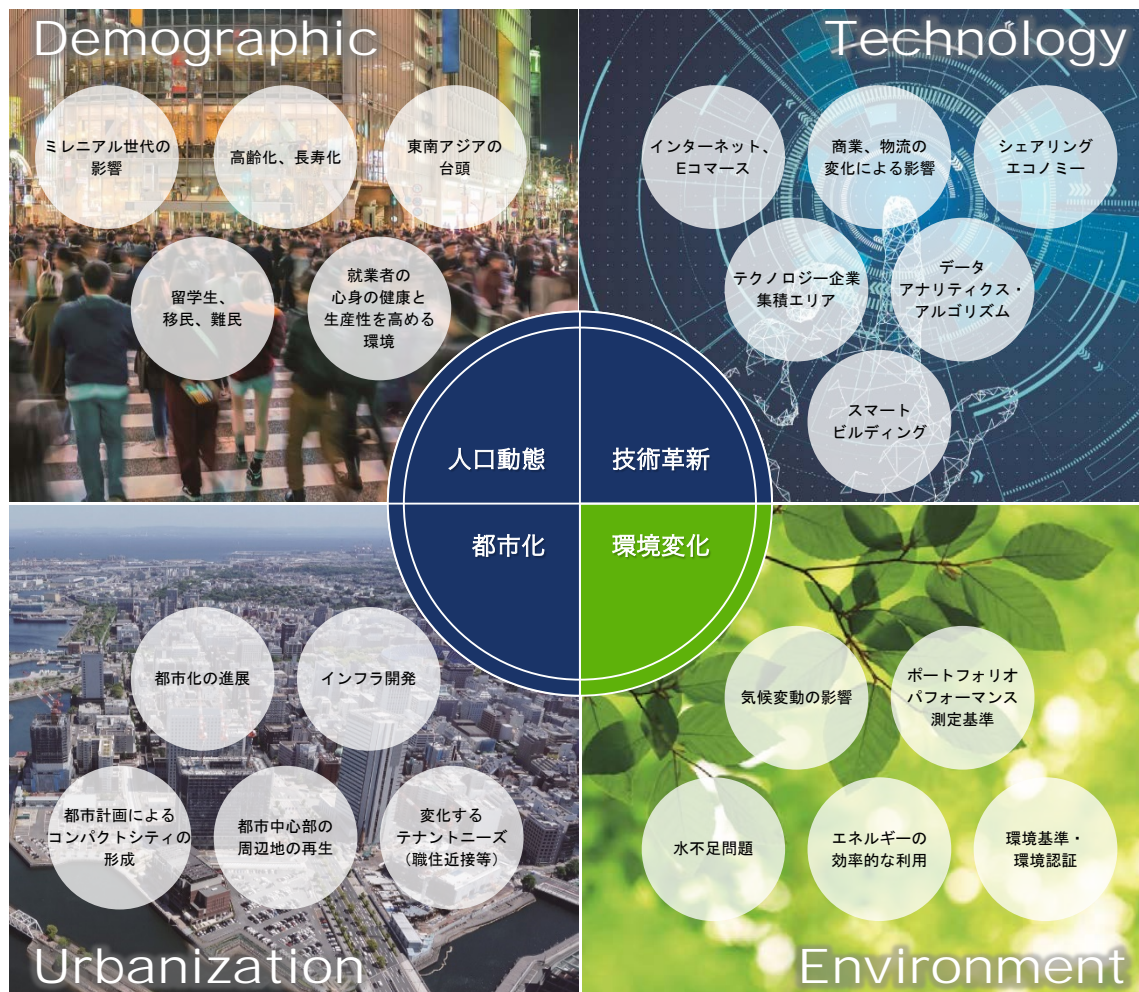 Demographic
ミレニアル世代の
影響
高齢化、長寿化
東南アジアの
台頭
留学生、
移民、難民
就業者の
心身の健康と
生産性を高める
環境
Technology
インターネット、
Eコマース
商業、物流の
変化による影響
シェアリング
エコノミー
テクノロジー企業
集積エリア
データ
アナリティクス・
アルゴリズム
スマート
ビルディング
人口動態
技術革新
都市化
環境変化
都市化の進展
インフラ開発
都市計画による
コンパクトシティの
形成
都市中心部の
周辺地の再生
変化する
テナントニーズ
（職住近接等）
Urbanization
気候変動の影響
ポートフォリオ
パフォーマンス
測定基準
水不足問題
エネルギーの
効率的な利用
環境基準・
環境認証
Environment